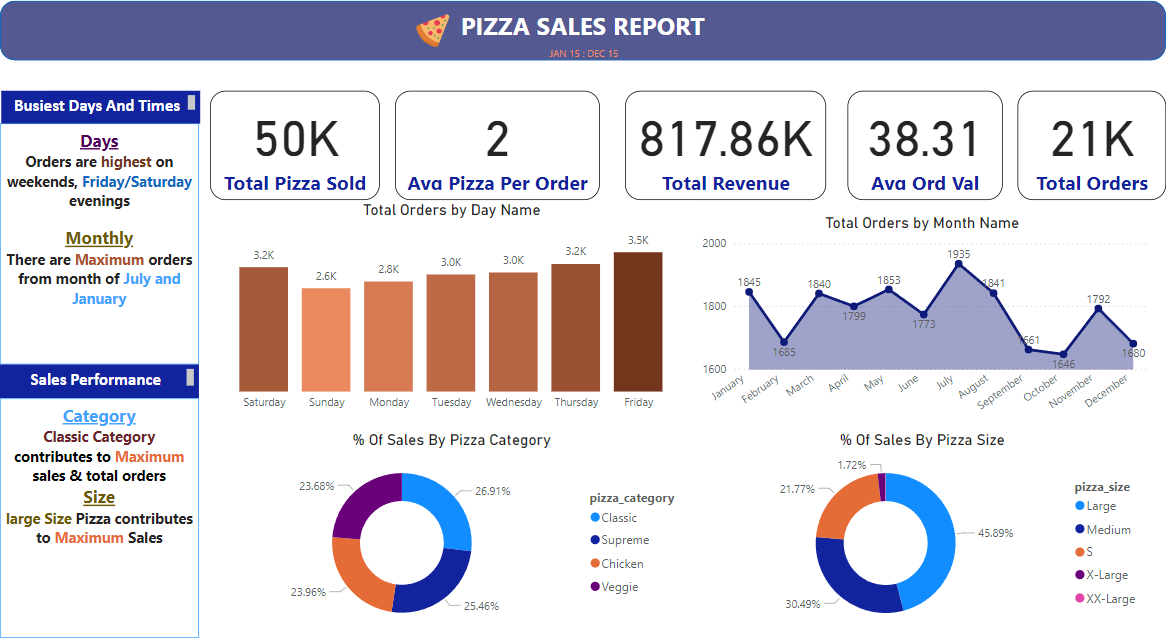 PIZZA SALES REPORT
JAN 15 : DEC 15
Busiest Days And Times
Days
Orders are highest on
weekends, Friday/Saturday
evenings
Monthly
There are Maximum orders
from month of July and
January
Sales Performance
Category
Classic Category
contributes to Maximum
sales & total orders
Size
large Size Pizza contributes
to Maximum Sales
50K
Total Pizza Sold
2
Avg Pizza Per Order
817.86K
Total Revenue
38.31
Avg Ord Val
21K
Total Orders
Total Orders by Day Name
3.2K 2.6K 2.8K 3.0K 3.0K 3.2K 3.5K
Saturday Sunday Monday Tuesday Wednesday Thursday Friday
Total Orders by Month Name
2000
1800
1600
1845 1685 1840 1799 1853 1773 1935 1841 1661 1646 1792 1680
January February March April May June July August September October November December
% Of Sales By Pizza Category
23.68%
26.91%
23.96%
25.46%
pizza_category
Classic
Supreme
Chicken
Veggie
% Of Sales By Pizza Size
1.72%
21.77%
45.89%
30.49%
pizza_size
Large
Medium
S
X-Large
XX-Large